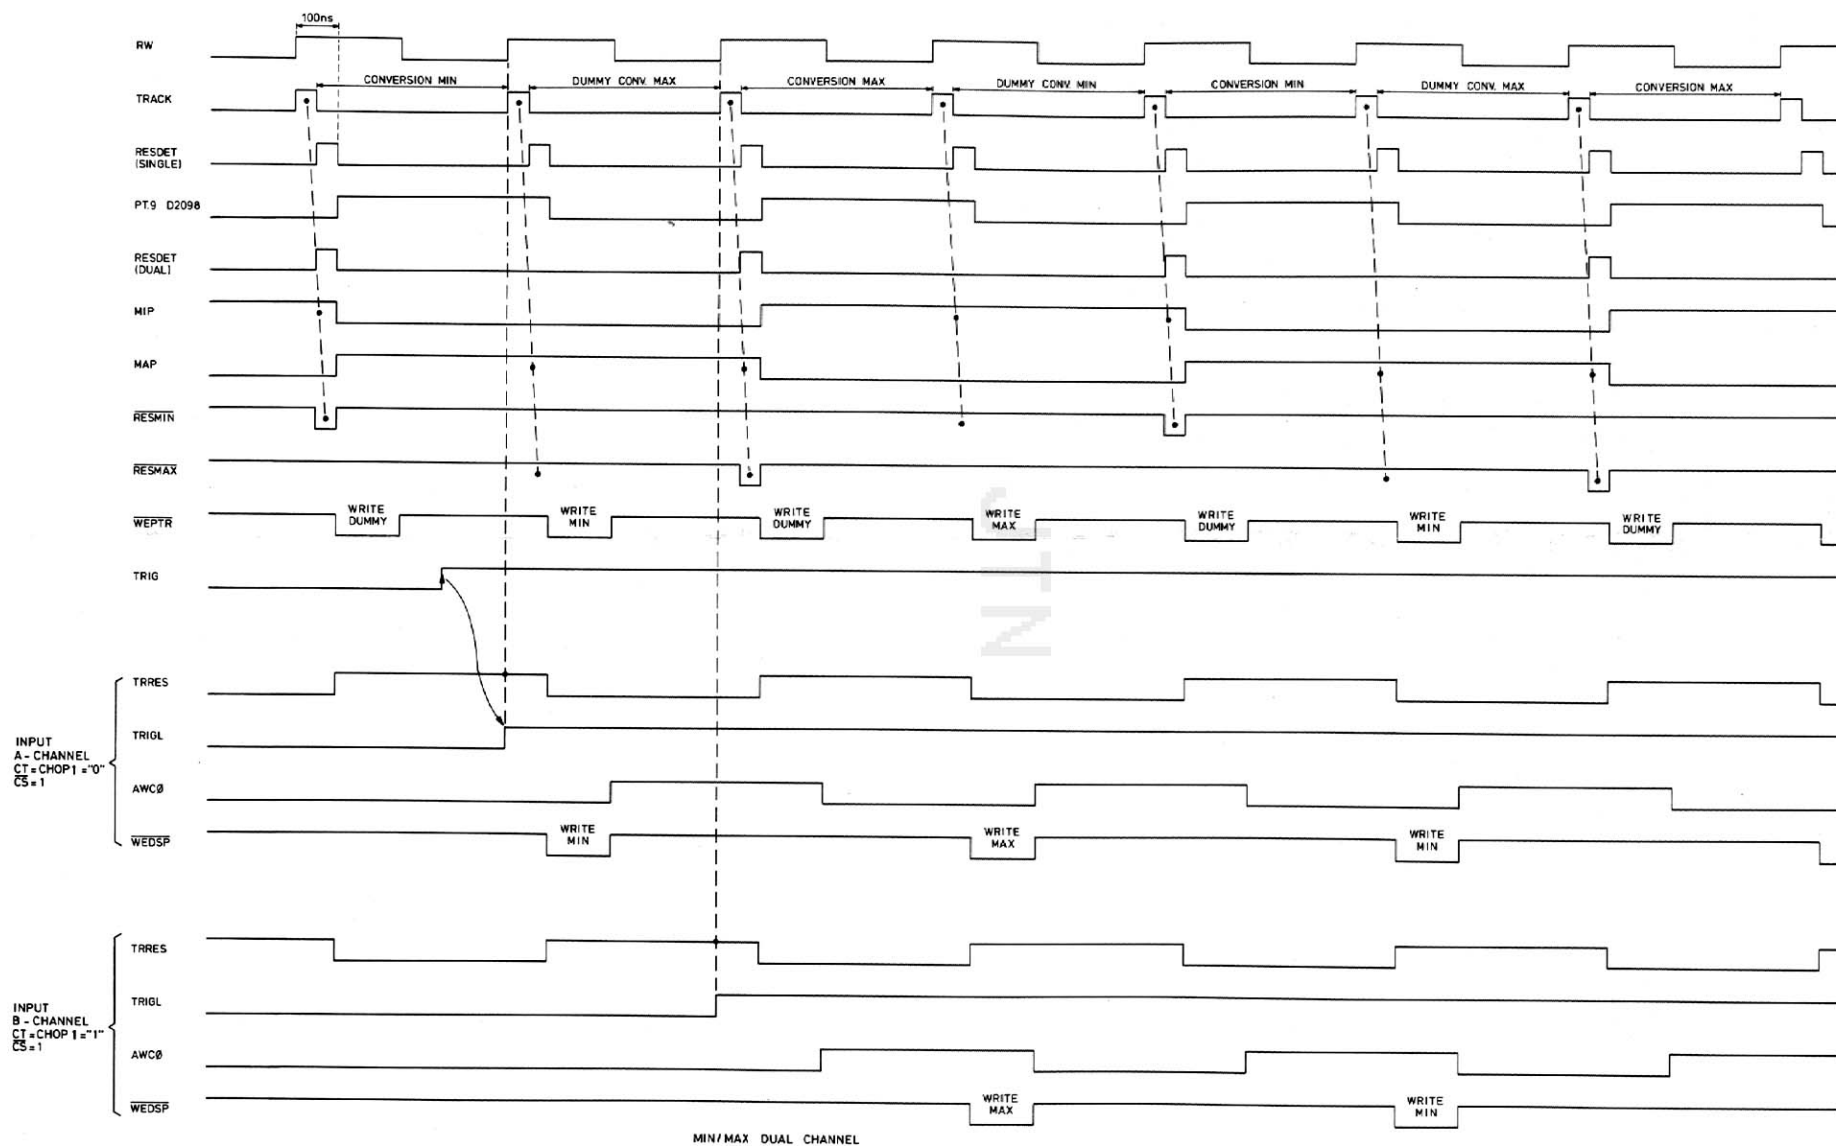 100ns
RW
CONVERSION MIN
DUMMY CONV. MAX
CONVERSION MAX
DUMMY CONV. MIN
CONVERSION MIN
DUMMY CONV. MAX
CONVERSION MAX
TRACK
RESDET
(SINGLE)
PT.9 D2098
RESDET
(DUAL)
MIP
MAP
RESMIN
RESMAX
WEPTR
WRITE
DUMMY
WRITE
MIN
WRITE
DUMMY
WRITE
MAX
WRITE
DUMMY
WRITE
MIN
WRITE
DUMMY
TRIG
INPUT
A - CHANNEL
CT = CHOP 1 = "0"
CS = 1
TRRES
TRIGL
AWCØ
WEDSP
WRITE
MIN
WRITE
MAX
WRITE
MIN
INPUT
B - CHANNEL
CT = CHOP 1 = "1"
CS = 1
TRRES
TRIGL
AWCØ
WEDSP
WRITE
MAX
WRITE
MIN
MIN/MAX DUAL CHANNEL